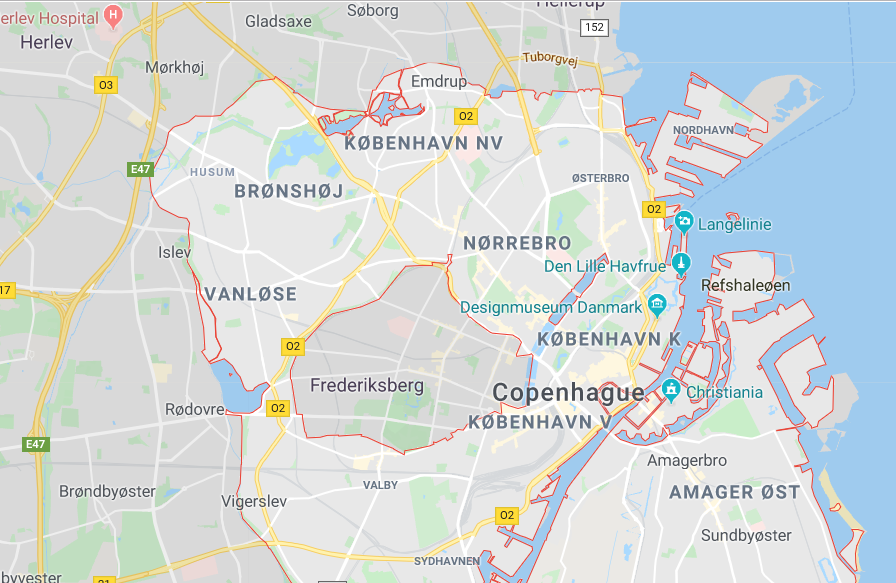 Søborg
Hellerup
erlev Hospital
H
Gladsaxe
152
Herlev
Tuborgvej
Mørkhøj
03
Emdrup
O2
NORDHAVN
KØBENHAVN NV
E47
HUSUM
BRØNSHØJ
ØSTERBRO
O2
Langelinie
NØRREBRO
Islev
Den Lille Havfrue
17
VANLØSE
Refshaleøen
Designmuseum Danmark
KØBENHAVN K
O2
Frederiksberg
Copenhague
Christiania
Rødovre
O2
KØBENHAVN V
E47
Amagerbro
Brøndbyøster
VALBY
AMAGER ØST
Vigerslev
O2
Sundbyøster
SYDHAVNEN
byvester
21